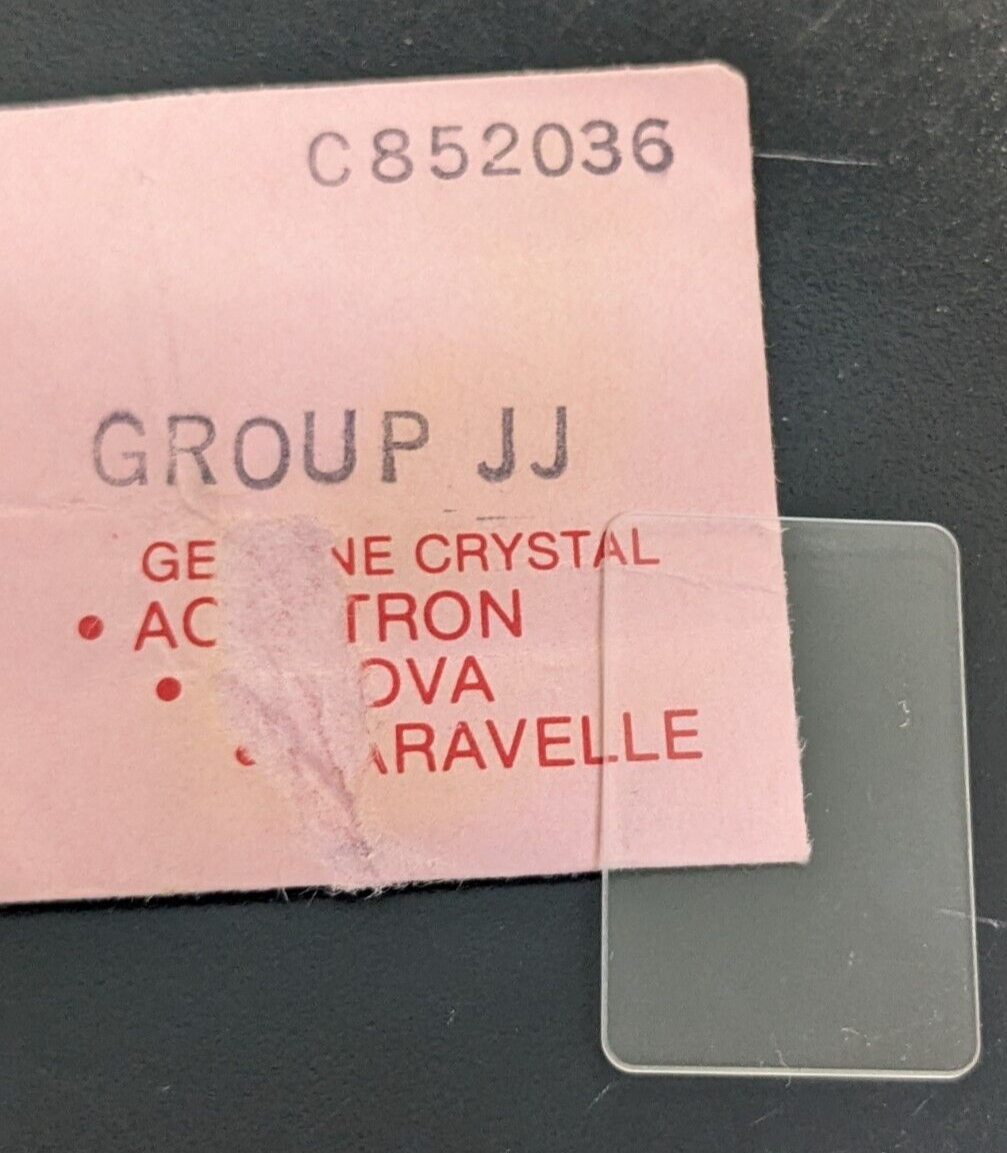 C852036
GROUP JJ
GE NE CRYSTAL
• AC TRON
• OVA
• ARAVELLE